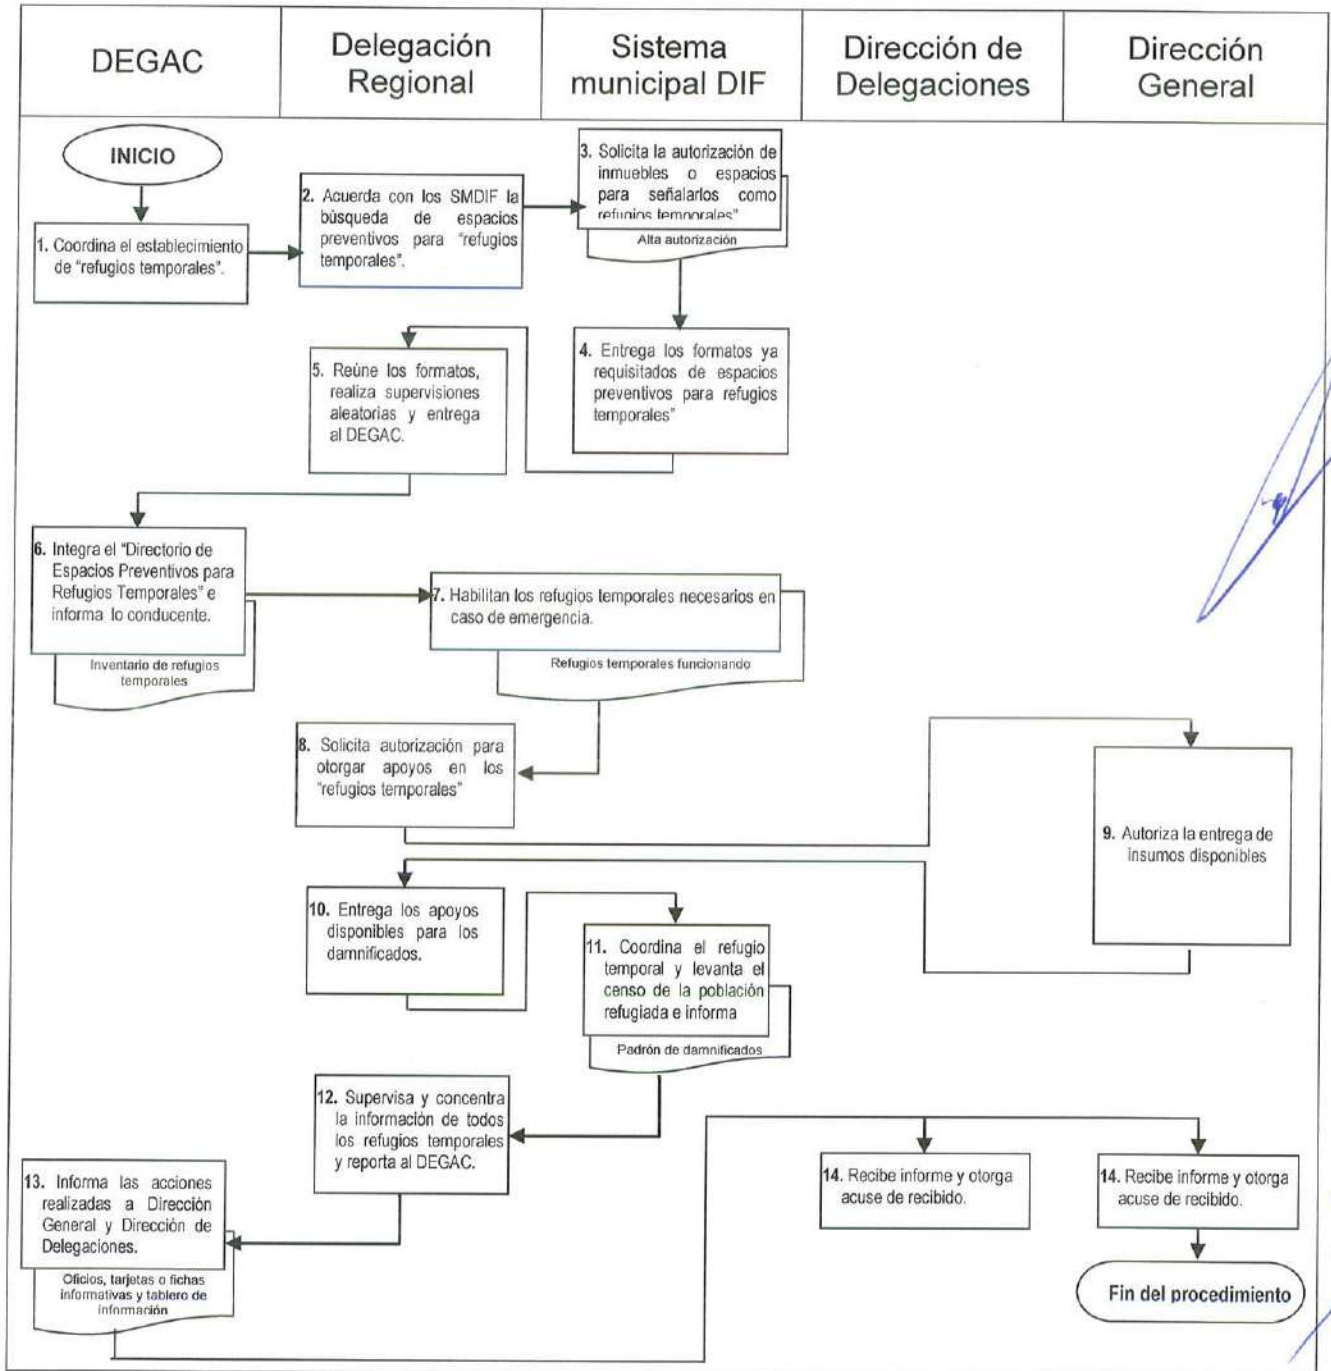 DEGAC
Delegación
Regional
Sistema
municipal DIF
Dirección de
Delegaciones
Dirección
General
INICIO
1. Coordina el establecimiento
de "refugios temporales".
2. Acuerda con los SMDIF la
búsqueda de espacios
preventivos para "refugios
temporales".
3. Solicita la autorización de
inmuebles o espacios
para señalarlos como
refugios temporales"
Alta autorización
4. Entrega los formatos ya
requisitados de espacios
preventivos para refugios
temporales"
5. Reúne los formatos,
realiza supervisiones
aleatorias y entrega
al DEGAC.
6. Integra el "Directorio de
Espacios Preventivos para
Refugios Temporales" e
informa lo conducente.
Inventario de refugios
temporales
7. Habilitan los refugios temporales necesarios en
caso de emergencia.
Refugios temporales funcionando
8. Solicita autorización para
otorgar apoyos en los
"refugios temporales"
9. Autoriza la entrega de
insumos disponibles
10. Entrega los apoyos
disponibles para los
damnificados.
11. Coordina el refugio
temporal y levanta el
censo de la población
refugiada e informa
Padrón de damnificados
12. Supervisa y concentra
la información de todos
los refugios temporales
y reporta al DEGAC.
13. Informa las acciones
realizadas a Dirección
General y Dirección de
Delegaciones.
Oficios, tarjetas o fichas
informativas y tablero de
información
14. Recibe informe y otorga
acuse de recibido.
14. Recibe informe y otorga
acuse de recibido.
Fin del procedimiento